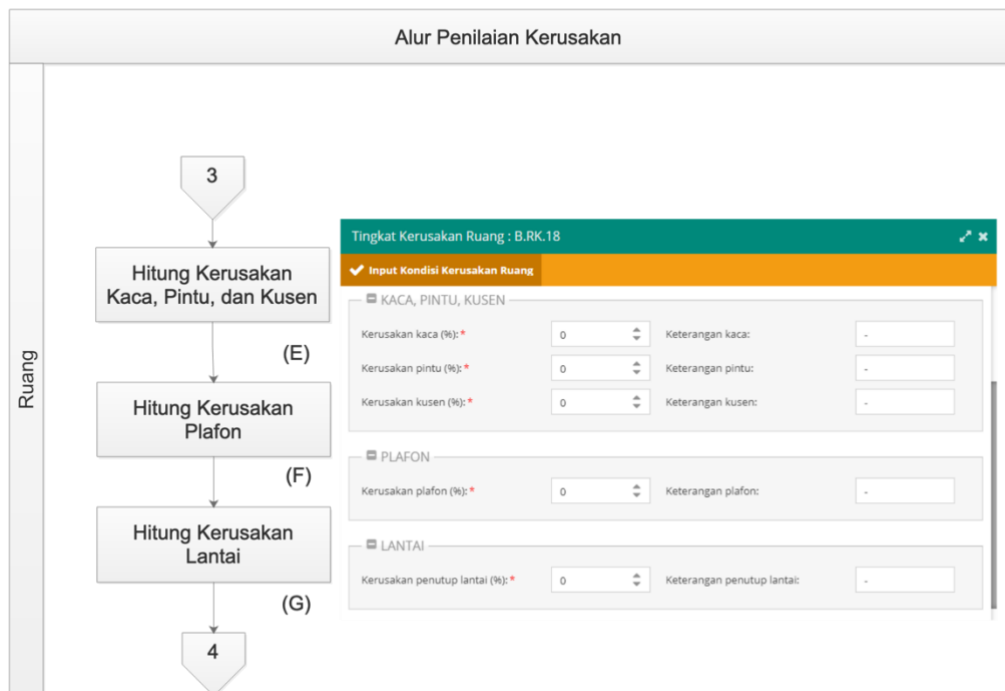 Alur Penilaian Kerusakan
Ruang
3
Hitung Kerusakan
Kaca, Pintu, dan Kusen
(E)
Hitung Kerusakan
Plafon
(F)
Hitung Kerusakan
Lantai
(G)
4
Tingkat Kerusakan Ruang : B.RK.18
Input Kondisi Kerusakan Ruang
KACA, PINTU, KUSEN
Kerusakan kaca (%):* 0 Keterangan kaca: -
Kerusakan pintu (%):* 0 Keterangan pintu: -
Kerusakan kusen (%):* 0 Keterangan kusen: -
PLAFON
Kerusakan plafon (%):* 0 Keterangan plafon: -
LANTAI
Kerusakan penutup lantai (%):* 0 Keterangan penutup lantai: -